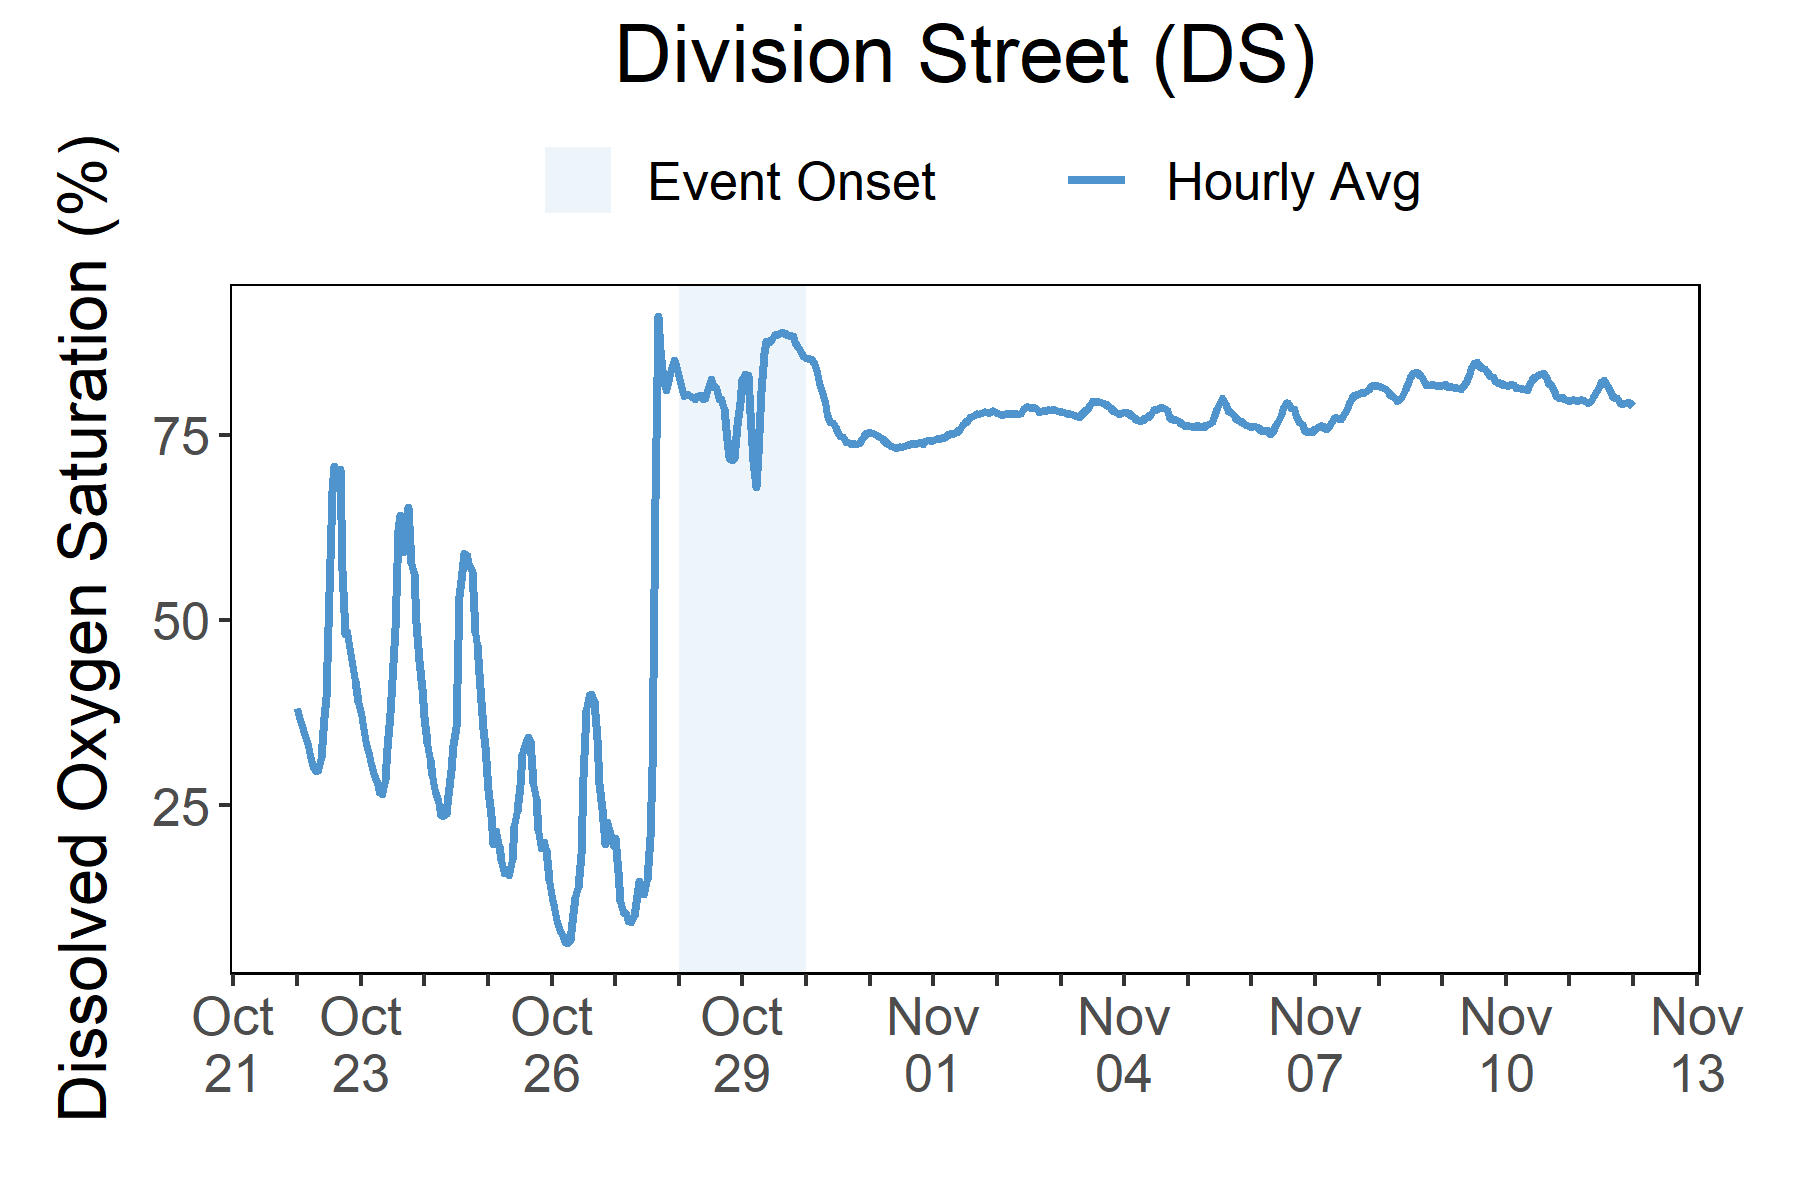 Division Street (DS)
Event Onset
Hourly Avg
Dissolved Oxygen Saturation (%)
75
50
25
Oct 21
Oct 23
Oct 26
Oct 29
Nov 01
Nov 04
Nov 07
Nov 10
Nov 13